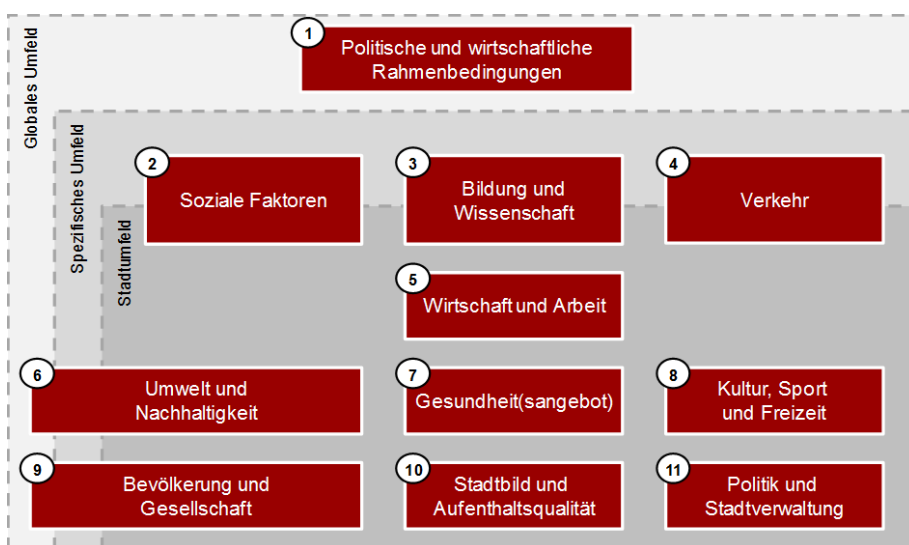 Globales Umfeld
Spezifisches Umfeld
Stadtumfeld
1
Politische und wirtschaftliche
Rahmenbedingungen
2
Soziale Faktoren
3
Bildung und
Wissenschaft
4
Verkehr
5
Wirtschaft und Arbeit
6
Umwelt und
Nachhaltigkeit
7
Gesundheit(sangebot)
8
Kultur, Sport
und Freizeit
9
Bevölkerung und
Gesellschaft
10
Stadtbild und
Aufenthaltsqualität
11
Politik und
Stadtverwaltung